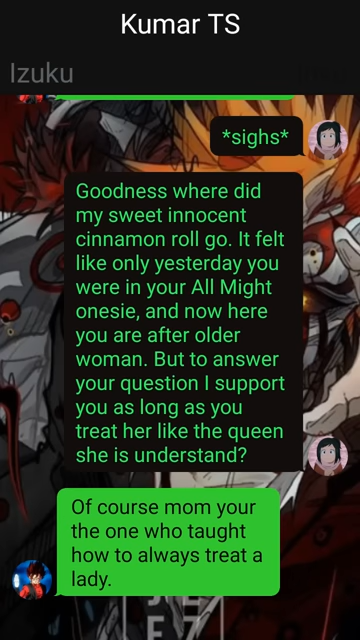 Kumar TS
Izuku
*sighs*
Goodness where did
my sweet innocent
cinnamon roll go. It felt
like only yesterday you
were in your All Might
onesie, and now here
you are after older
woman. But to answer
your question I support
you as long as you
treat her like the queen
she is understand?
Of course mom your
the one who taught
how to always treat a
lady.